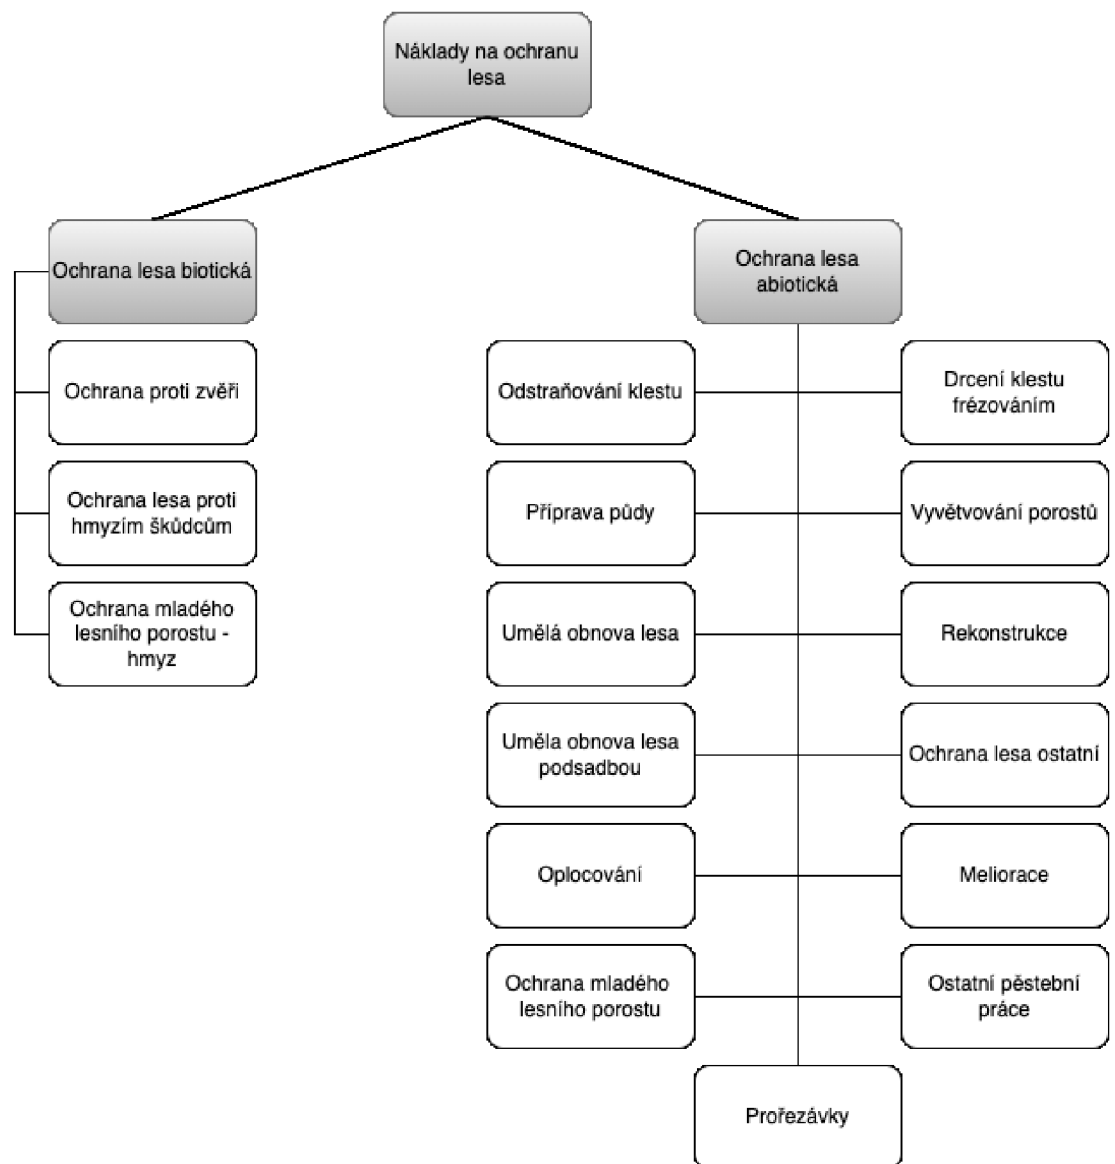 Náklady na ochranu
lesa
Ochrana lesa biotická
Ochrana lesa
abiotická
Ochrana proti zvěři
Odstraňování klestu
Drcení klestu
frézováním
Ochrana lesa proti
hmyzím škůdcům
Příprava půdy
Vyvětvování porostů
Ochrana mladého
lesního porostu -
hmyz
Umělá obnova lesa
Rekonstrukce
Uměla obnova lesa
podsadbou
Ochrana lesa ostatní
Oplocování
Meliorace
Ochrana mladého
lesního porostu
Ostatní pěstební
práce
Prořezávky